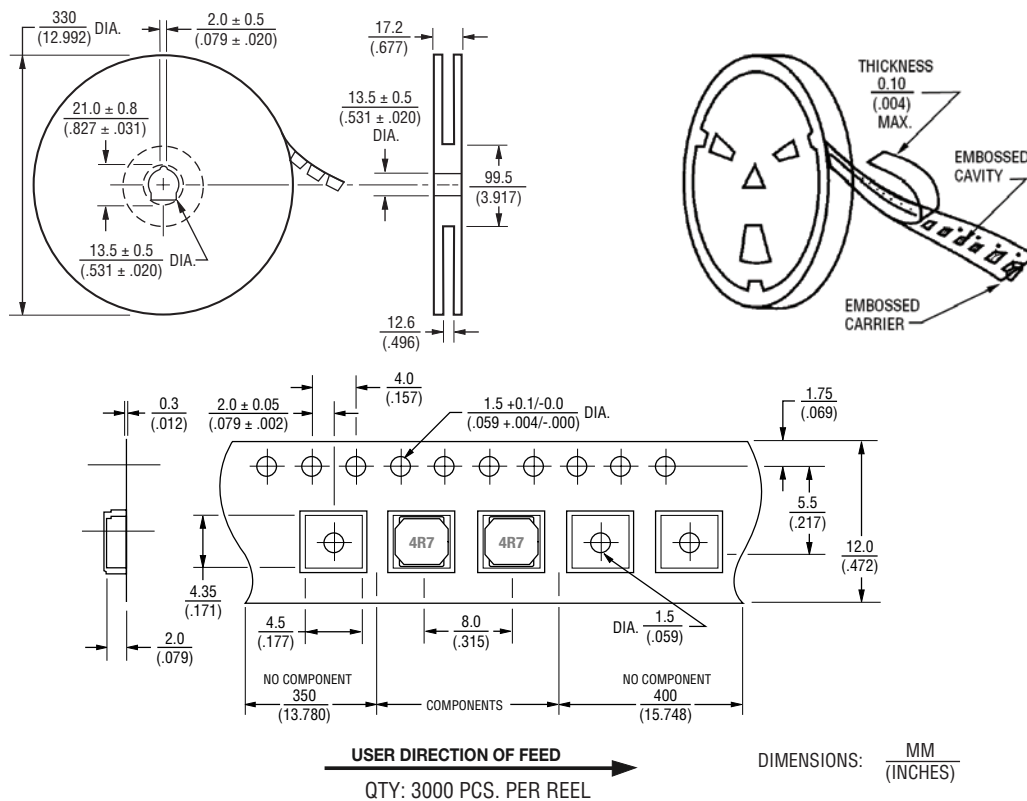 330
(12.992)
DIA.
2.0 ± 0.5
(.079 ± .020)
21.0 ± 0.8
(.827 ± .031)
13.5 ± 0.5
(.531 ± .020)
DIA.
17.2
(.677)
13.5 ± 0.5
(.531 ± .020)
DIA.
99.5
(3.917)
12.6
(.496)
THICKNESS
0.10
(.004)
MAX.
EMBOSSED
CAVITY
EMBOSSED
CARRIER
0.3
(.012)
2.0 ± 0.05
(.079 ± .002)
4.0
(.157)
1.5 +0.1/-0.0
(.059 +.004/-.000)
DIA.
1.75
(.069)
5.5
(.217)
12.0
(.472)
4R7
4R7
4.35
(.171)
2.0
(.079)
4.5
(.177)
8.0
(.315)
DIA.
1.5
(.059)
NO COMPONENT
350
(13.780)
COMPONENTS
NO COMPONENT
400
(15.748)
USER DIRECTION OF FEED
QTY: 3000 PCS. PER REEL
DIMENSIONS:
MM
(INCHES)